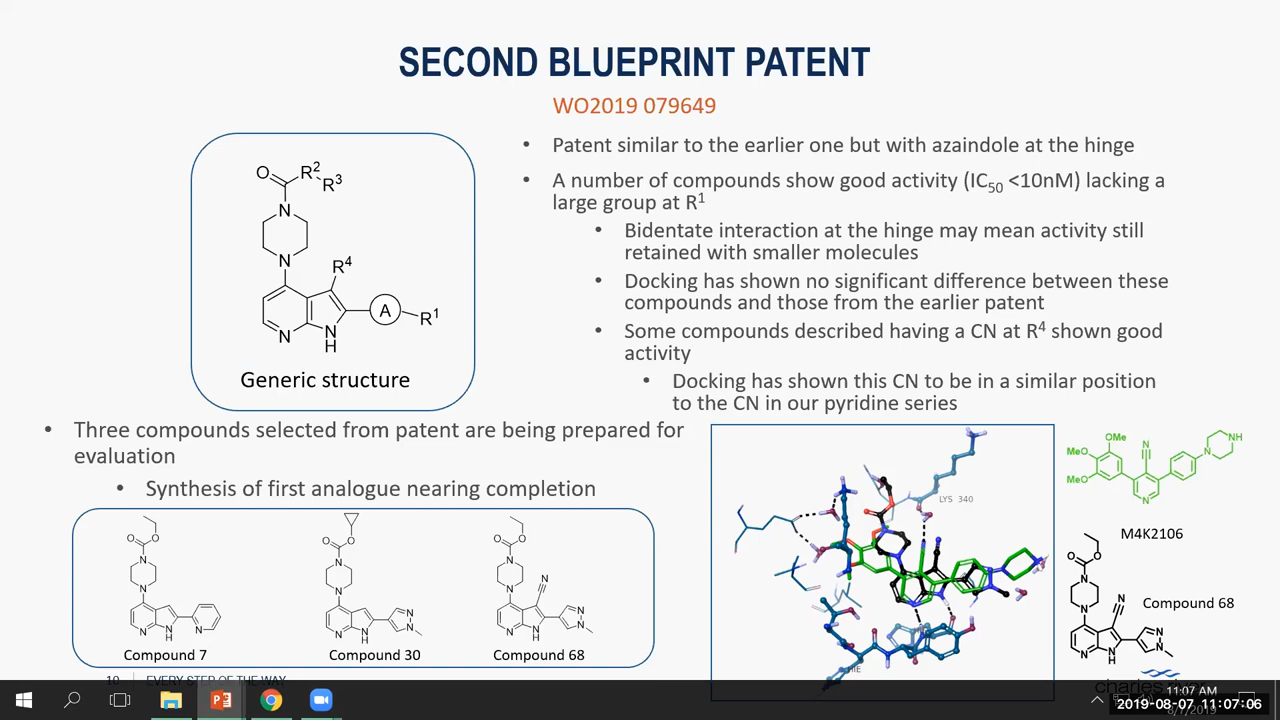 SECOND BLUEPRINT PATENT
WO2019 079649
O R2
R3
N
N
R4
A
R1
N
N
H
Generic structure
• Patent similar to the earlier one but with azaindole at the hinge
• A number of compounds show good activity (IC50 <10nM) lacking a
large group at R1
• Bidentate interaction at the hinge may mean activity still
retained with smaller molecules
• Docking has shown no significant difference between these
compounds and those from the earlier patent
• Some compounds described having a CN at R4 shown good
activity
• Docking has shown this CN to be in a similar position
to the CN in our pyridine series
• Three compounds selected from patent are being prepared for
evaluation
• Synthesis of first analogue nearing completion
O O
N
N
N
N
H
N
Compound 7
O O
N
N
N
N
H
N
N
Compound 30
O O
N
N
N
N
N
H
N
N
Compound 68
LYS 340
HIE
OMe
MeO
MeO
N
N
N
NH
M4K2106
O O
N
N
N
N
N
H
N
N
Compound 68
10 EVERY STEP OF THE WAY
charles river
11:07 AM
8/7/2019
2019-08-07 11:07:06